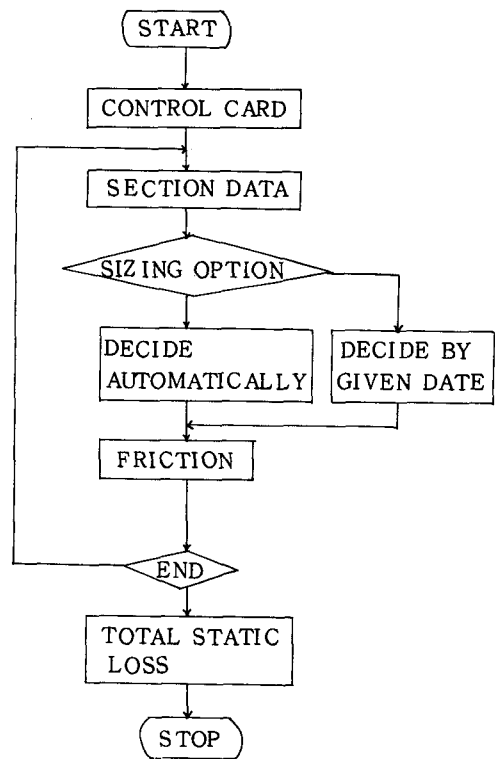 START
CONTROL CARD
SECTION DATA
SIZING OPTION
DECIDE
AUTOMATICALLY
DECIDE BY
GIVEN DATE
FRICTION
END
TOTAL STATIC
LOSS
STOP